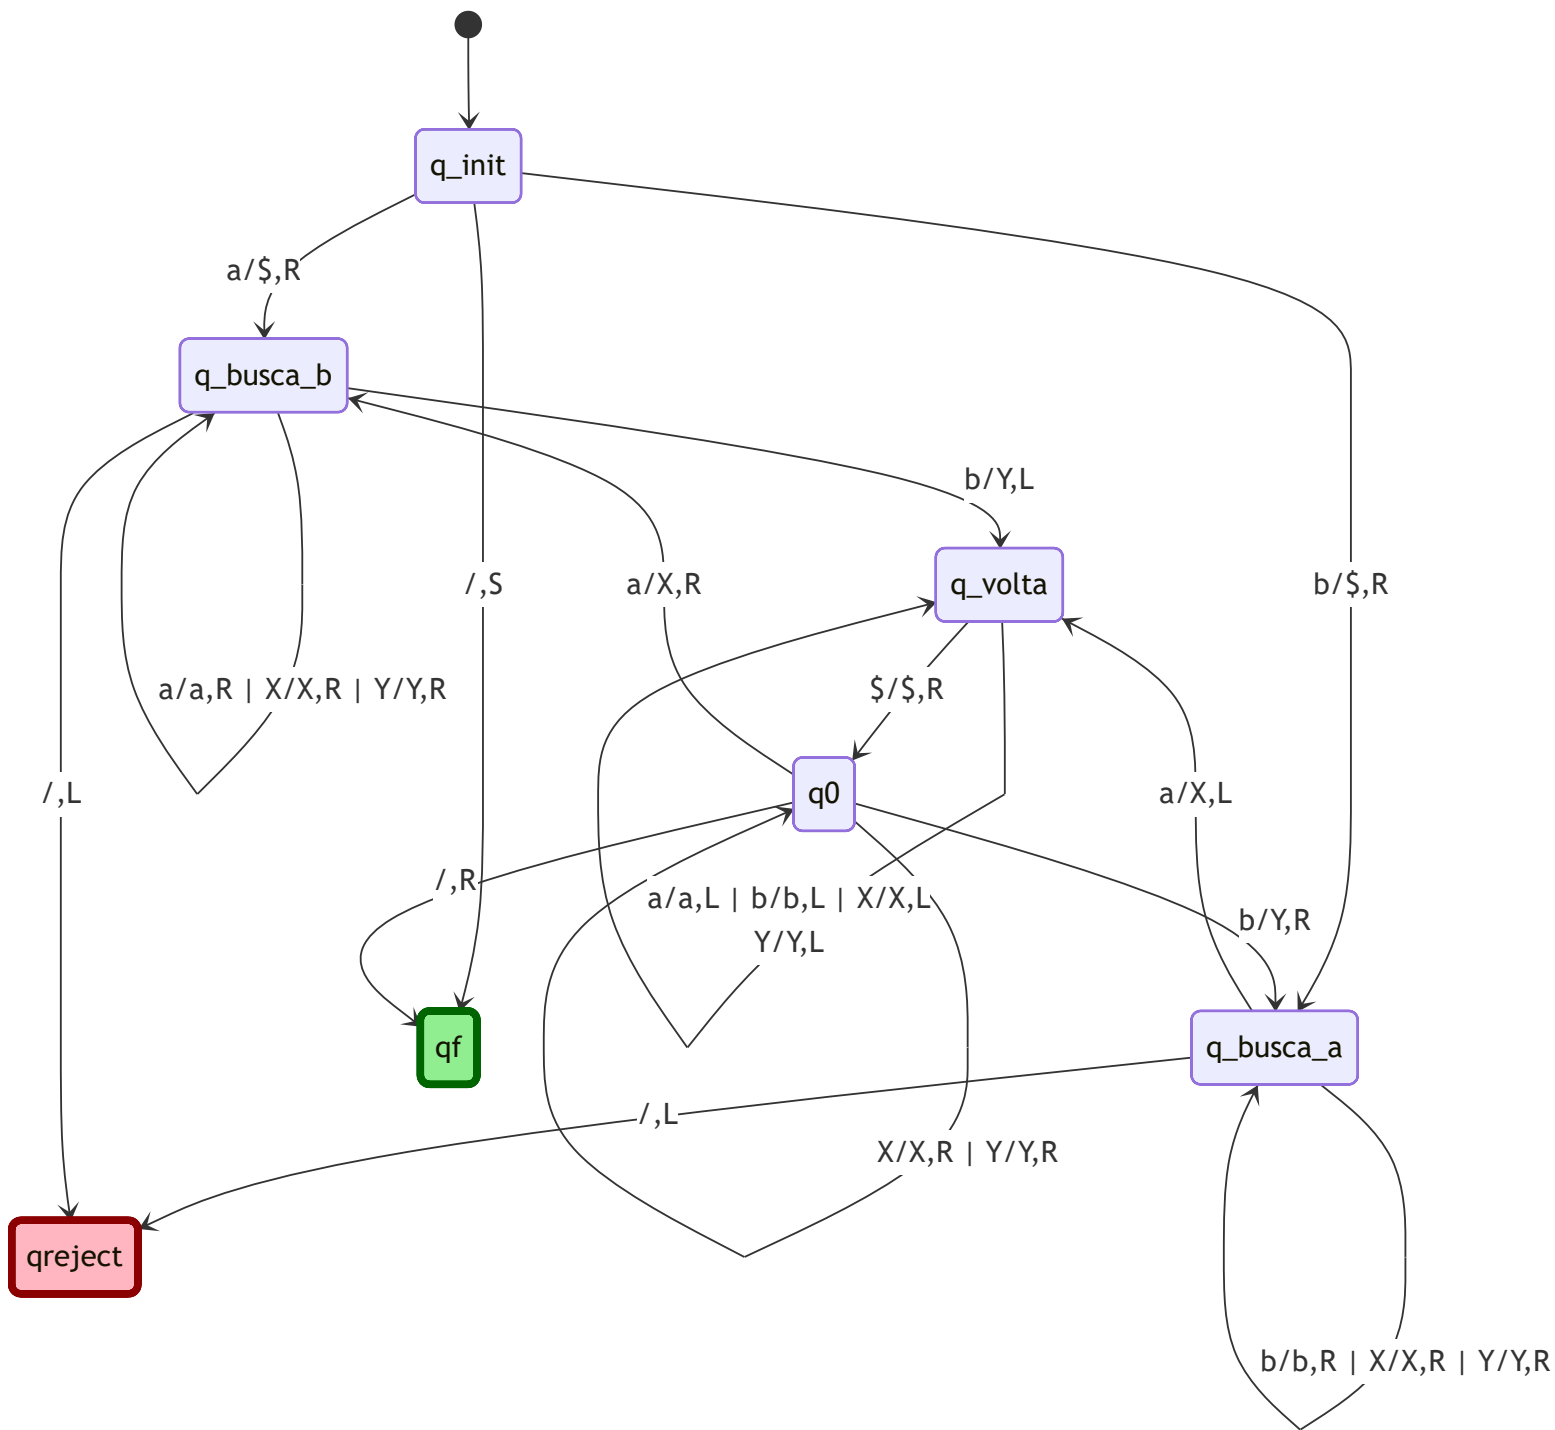 q_init
a/$,R
q_busca_b
b/Y,L
/,S
a/X,R
q_volta
b/$,R
a/a,R | X/X,R | Y/Y,R
$/$,R
/,L
q0
a/X,L
/,R
a/a,L | b/b,L | X/X,L
Y/Y,L
b/Y,R
qf
q_busca_a
/,L
X/X,R | Y/Y,R
qreject
b/b,R | X/X,R | Y/Y,R